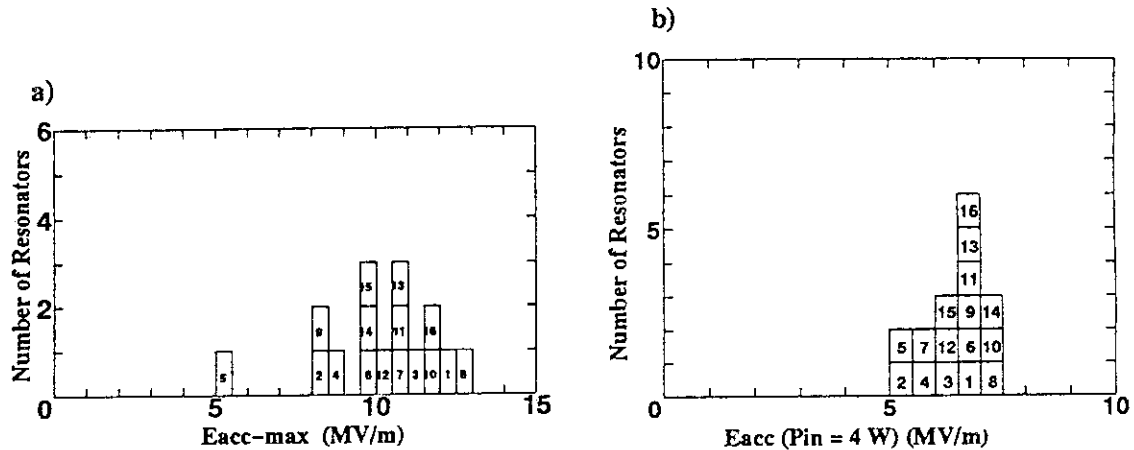 a)
Number of Resonators
6
4
2
0
15 13
9 14 11 16
5 2 4 6 12 7 3 10 1 8
5 10 15
Eacc-max (MV/m)
b)
Number of Resonators
10
5
0
16
13
11
15 9 14
5 7 12 6 10
2 4 3 1 8
5 10
Eacc (Pin = 4 W) (MV/m)